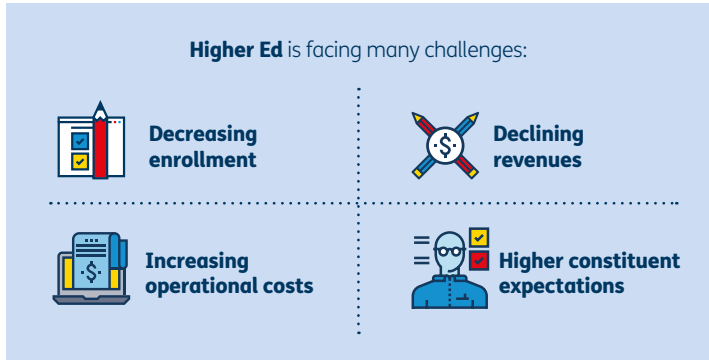 Higher Ed is facing many challenges:
Decreasing
enrollment
Declining
revenues
$
$
Increasing
operational costs
Higher constituent
expectations